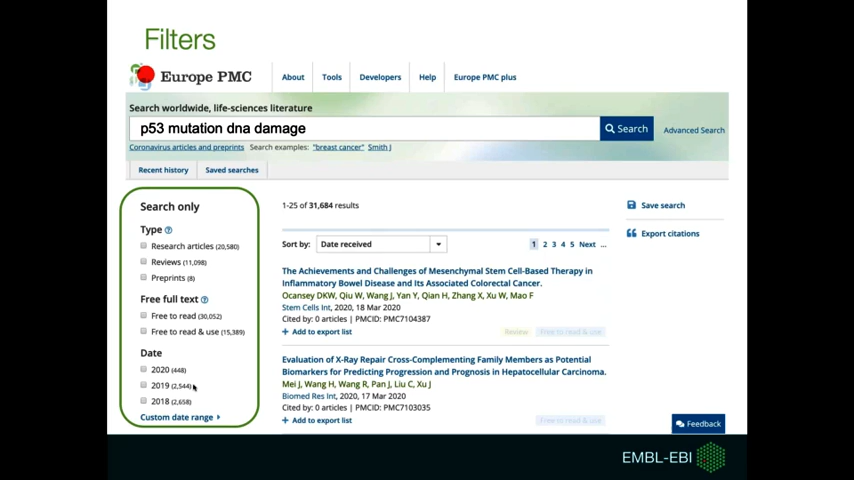 Filters
Europe PMC
About
Tools
Developers
Help
Europe PMC plus
Search worldwide, life-sciences literature
p53 mutation dna damage
Search
Advanced Search
Coronavirus articles and preprints Search examples: "breast cancer" Smith J
Recent history
Saved searches
Search only
Type
Research articles (20,580)
Reviews (11,098)
Preprints (8)
Free full text
Free to read (30,052)
Free to read & use (15,389)
Date
2020 (448)
2019 (2,544)
2018 (2,658)
Custom date range
1-25 of 31,684 results
Sort by: Date received
1 2 3 4 5 Next ...
The Achievements and Challenges of Mesenchymal Stem Cell-Based Therapy in
Inflammatory Bowel Disease and Its Associated Colorectal Cancer.
Ocansey DKW, Qiu W, Wang J, Yan Y, Qian H, Zhang X, Xu W, Mao F
Stem Cells Int, 2020, 18 Mar 2020
Cited by: 0 articles | PMCID: PMC7104387
+ Add to export list
Review
Free to read & use
Evaluation of X-Ray Repair Cross-Complementing Family Members as Potential
Biomarkers for Predicting Progression and Prognosis in Hepatocellular Carcinoma.
Mei J, Wang H, Wang R, Pan J, Liu C, Xu J
Biomed Res Int, 2020, 17 Mar 2020
Cited by: 0 articles | PMCID: PMC7103035
+ Add to export list
Free to read & use
Save search
Export citations
Feedback
EMBL-EBI